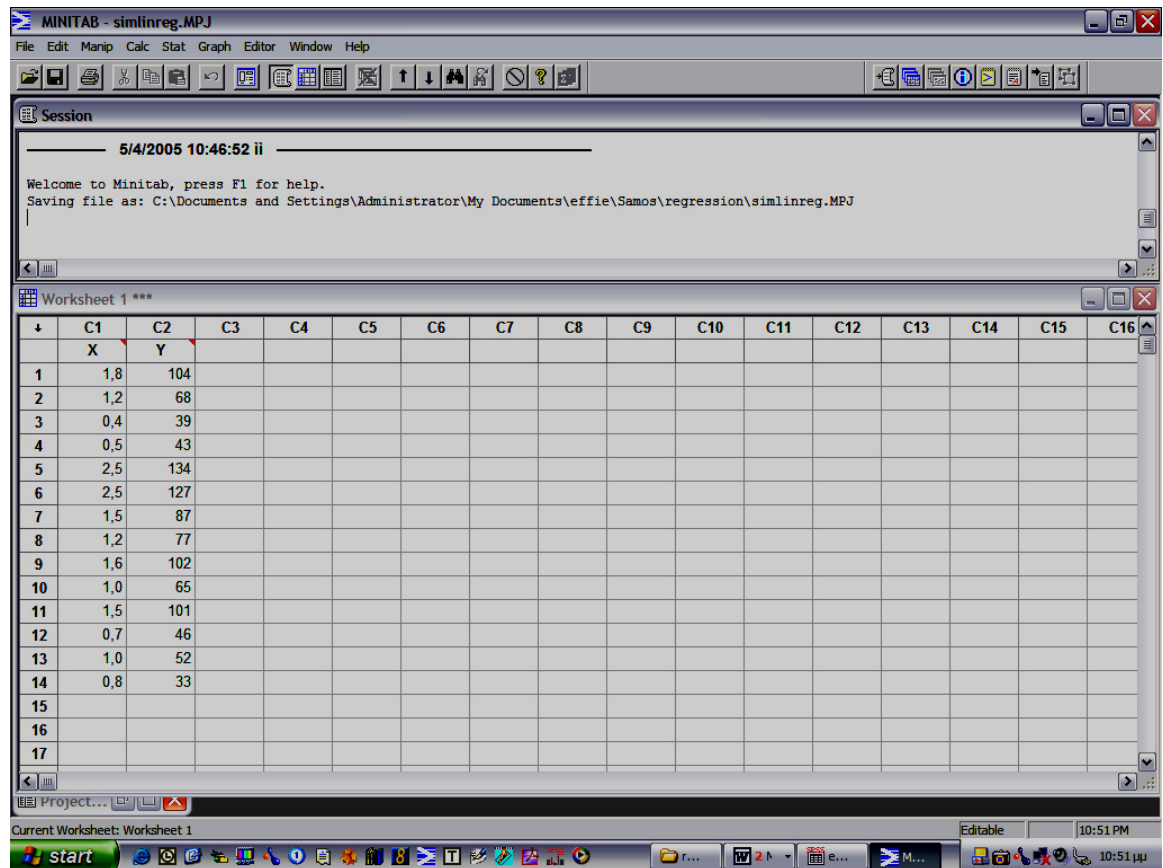 MINITAB - simlinreg.MPJ
File Edit Manip Calc Stat Graph Editor Window Help
Session
5/4/2005 10:46:52 ìì
Welcome to Minitab, press F1 for help.
Saving file as: C:\Documents and Settings\Administrator\My Documents\effie\Samos\regression\simlinreg.MPJ
Worksheet 1 ***
↓ C1 C2 C3 C4 C5 C6 C7 C8 C9 C10 C11 C12 C13 C14 C15 C16
X Y
1 1,8 104
2 1,2 68
3 0,4 39
4 0,5 43
5 2,5 134
6 2,5 127
7 1,5 87
8 1,2 77
9 1,6 102
10 1,0 65
11 1,5 101
12 0,7 46
13 1,0 52
14 0,8 33
15
16
17
Project...
Current Worksheet: Worksheet 1 Editable 10:51 PM
start r... 2 e... M... 10:51 μμ